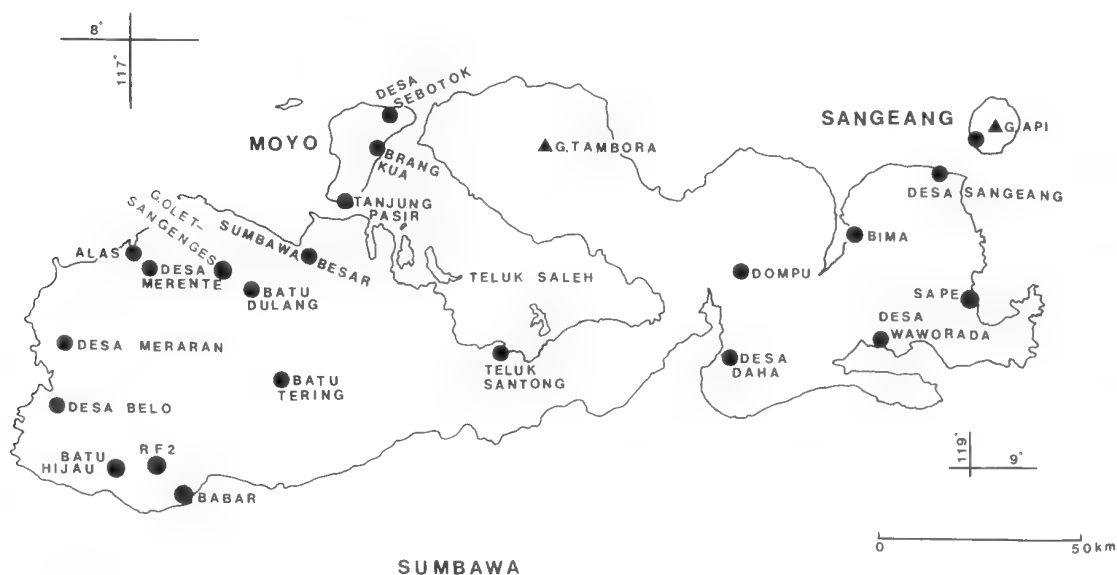 8°
117°
DESA
SEBOTOK
MOYO
BRANG
KUA
TANJUNG
PASIR
G.TAMBORA
SANGEANG
G.API
DESA SANGEANG
BIMA
DOMPU
SAPE
DESA
WAWORADA
DESA
DAHA
G.OLET-
SANGENGES
SUMBAWA
BESAR
ALAS
DESA
MERENTE
BATU
DULANG
TELUK SALEH
DESA MERARAN
BATU
TERING
TELUK
SANTONG
DESA BELO
BATU
HIJAU
RF2
BABAR
119°
9°
0
50km
SUMBAWA